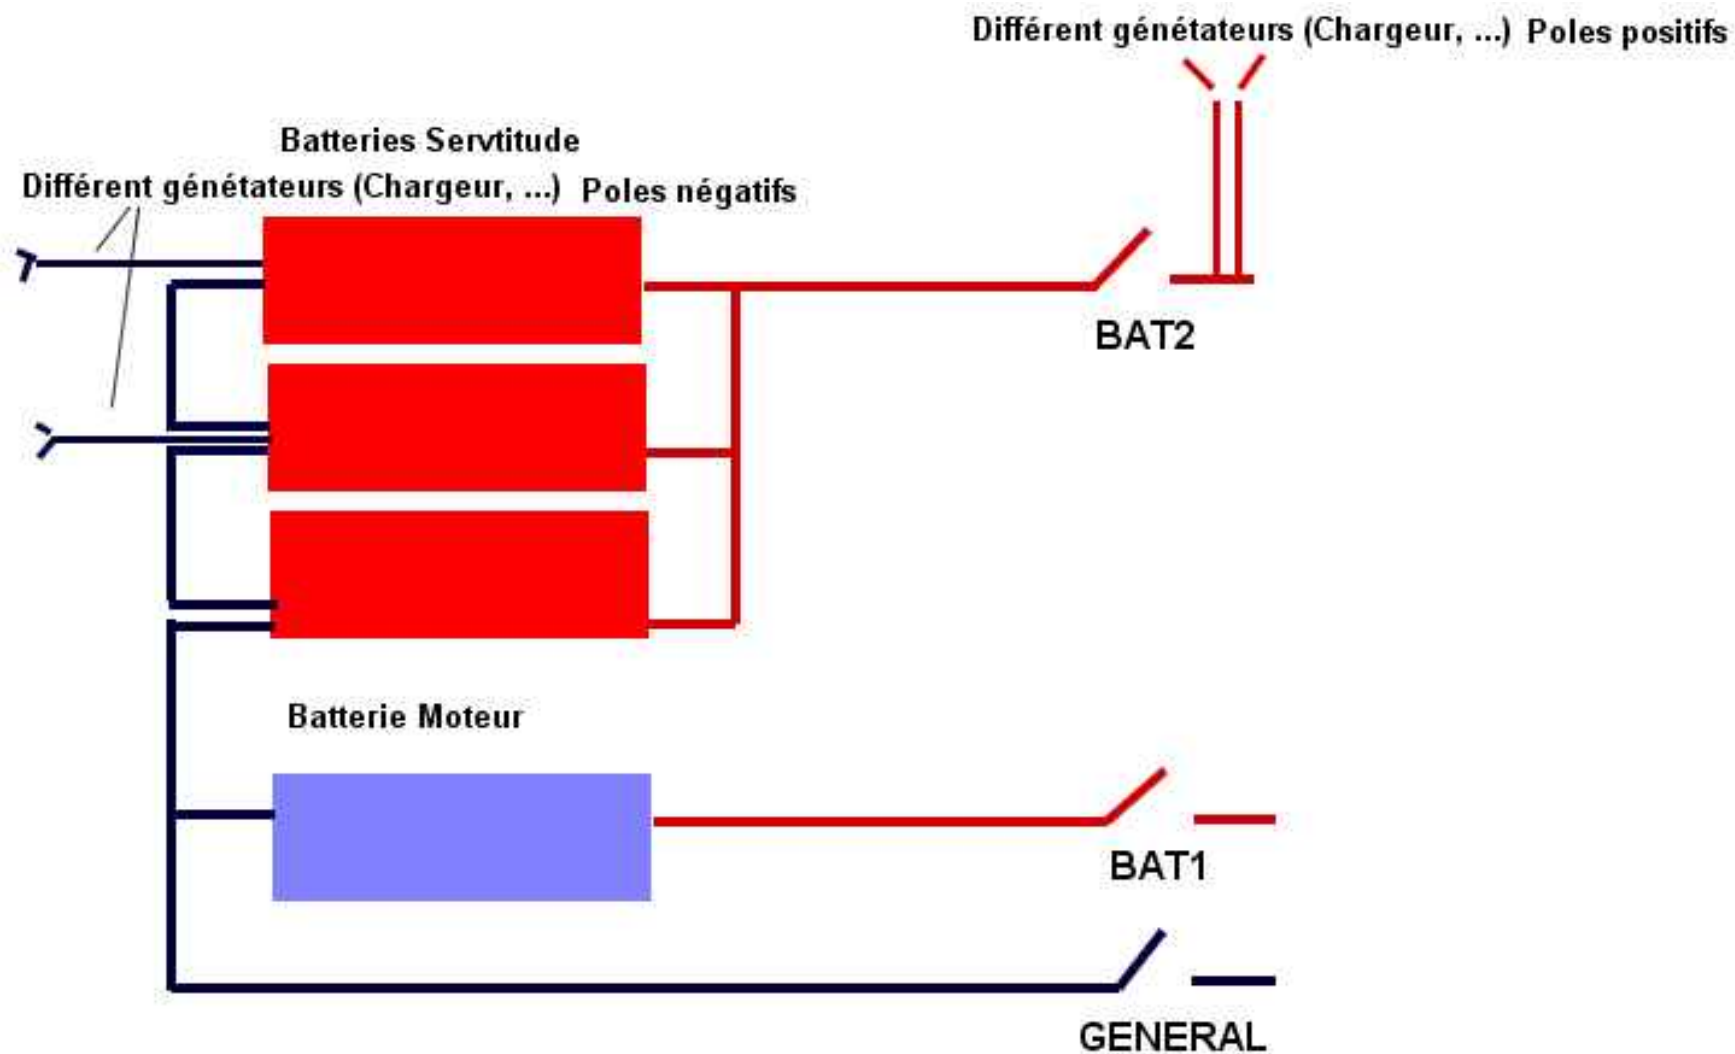 Différent génétateurs (Chargeur, ...) Poles positifs
Batteries Servtitude
Différent génétateurs (Chargeur, ...) Poles négatifs
BAT2
Batterie Moteur
BAT1
GENERAL